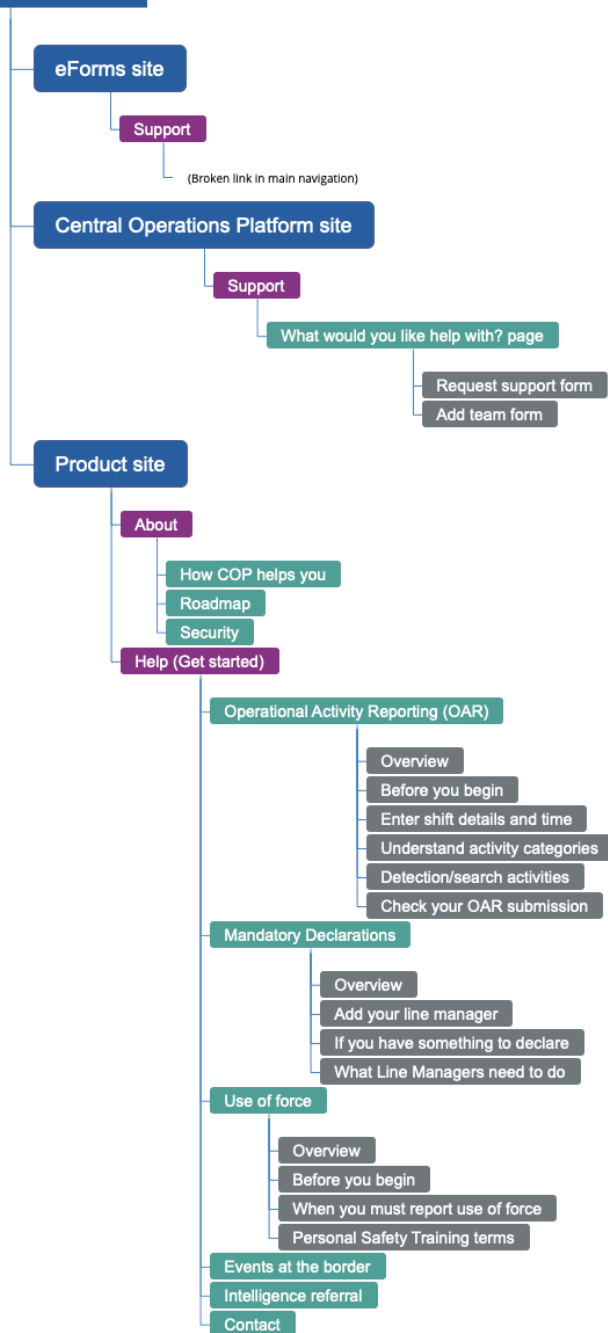 eForms site
Support
(Broken link in main navigation)
Central Operations Platform site
Support
What would you like help with? page
Request support form
Add team form
Product site
About
How COP helps you
Roadmap
Security
Help (Get started)
Operational Activity Reporting (OAR)
Overview
Before you begin
Enter shift details and time
Understand activity categories
Detection/search activities
Check your OAR submission
Mandatory Declarations
Overview
Add your line manager
If you have something to declare
What Line Managers need to do
Use of force
Overview
Before you begin
When you must report use of force
Personal Safety Training terms
Events at the border
Intelligence referral
Contact